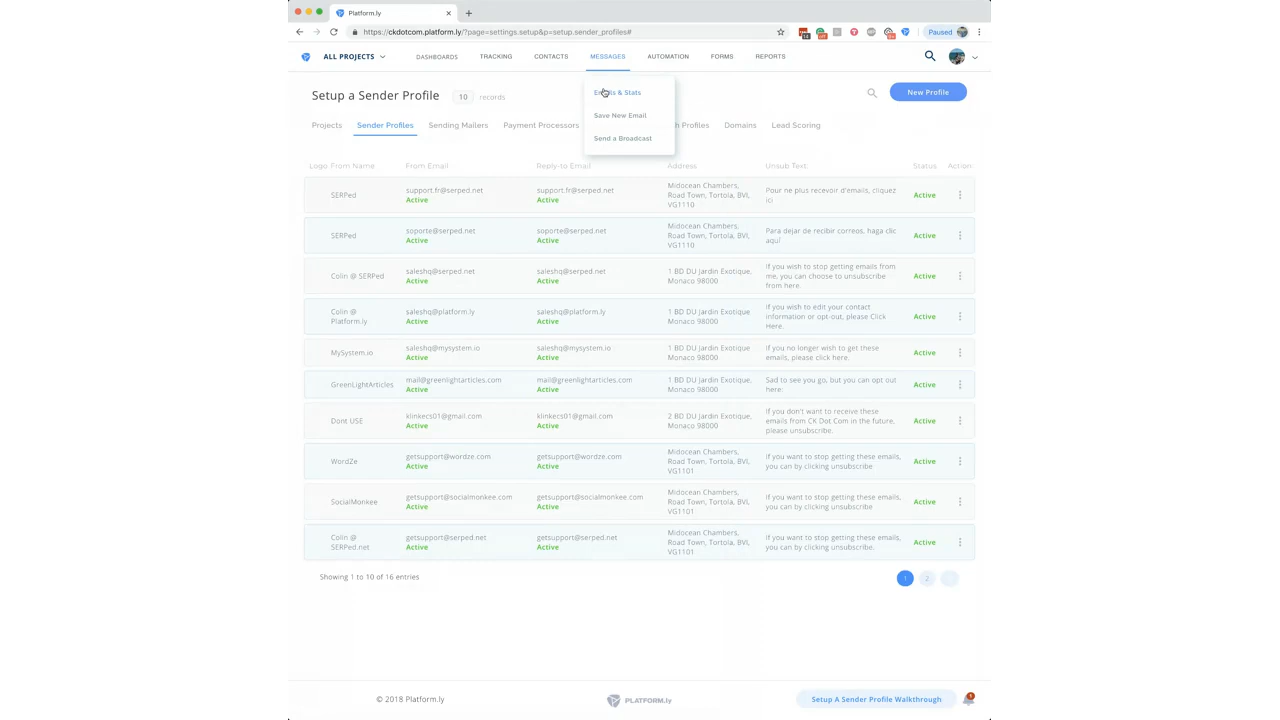 Platform.ly
https://ckdotcom.platform.ly/?page=settings.setup&p=setup.sender_profiles#
Paused
ALL PROJECTS
DASHBOARDS
TRACKING
CONTACTS
MESSAGES
AUTOMATION
FORMS
REPORTS
Emails & Stats
Save New Email
Send a Broadcast
Setup a Sender Profile
10 records
New Profile
Projects
Sender Profiles
Sending Mailers
Payment Processors
Profiles
Domains
Lead Scoring
Logo From Name From Email Reply-to Email Address Unsub Text: Status Action:
SERPed support.fr@serped.net support.fr@serped.net Midocean Chambers, Pour ne plus recevoir d'emails, cliquez Active
Active Active Road Town, Tortola, BVI, ici
VG1110
SERPed soporte@serped.net soporte@serped.net Midocean Chambers, Para dejar de recibir correos, haga clic Active
Active Active Road Town, Tortola, BVI, aquí
VG1110
Colin @ SERPed saleshq@serped.net saleshq@serped.net 1 BD DU Jardin Exotique, If you wish to stop getting emails from Active
Active Active Monaco 98000 me, you can choose to unsubscribe
from here.
Colin @ saleshq@platform.ly saleshq@platform.ly 1 BD DU Jardin Exotique If you wish to edit your contact Active
Platform.ly Active Active Monaco 98000 information or opt-out, please Click
Here.
MySystem.io saleshq@mysystem.io saleshq@mysystem.io 1 BD DU Jardin Exotique If you no longer wish to get these Active
Active Active Monaco 98000 emails, please click here.
GreenLightArticles mail@greenlightarticles.com mail@greenlightarticles.com 1 BD DU Jardin Exotique Sad to see you go, but you can opt out Active
Active Active Monaco 98000 here:
Dont USE klinkecs01@gmail.com klinkecs01@gmail.com 2 BD DU Jardin Exotique, If you don't want to receive these Active
Active Active Monaco 98000 emails from CK Dot Com in the future,
please unsubscribe.
WordZe getsupport@wordze.com getsupport@wordze.com Midocean Chambers, If you want to stop getting these emails, Active
Active Active Road Town, Tortola, BVI, you can by clicking unsubscribe
VG1101
SocialMonkee getsupport@socialmonkee.com getsupport@socialmonkee.com Midocean Chambers, If you want to stop getting these emails, Active
Active Active Road Town, Tortola, BVI, you can by clicking unsubscribe
VG1101
Colin @ getsupport@serped.net getsupport@serped.net Midocean Chambers, If you want to stop getting these emails, Active
SERPed.net Active Active Road Town, Tortola, BVI, you can by clicking unsubscribe.
VG1101
Showing 1 to 10 of 16 entries
1 2
© 2018 Platform.ly
PLATFORM.ly
Setup A Sender Profile Walkthrough
1